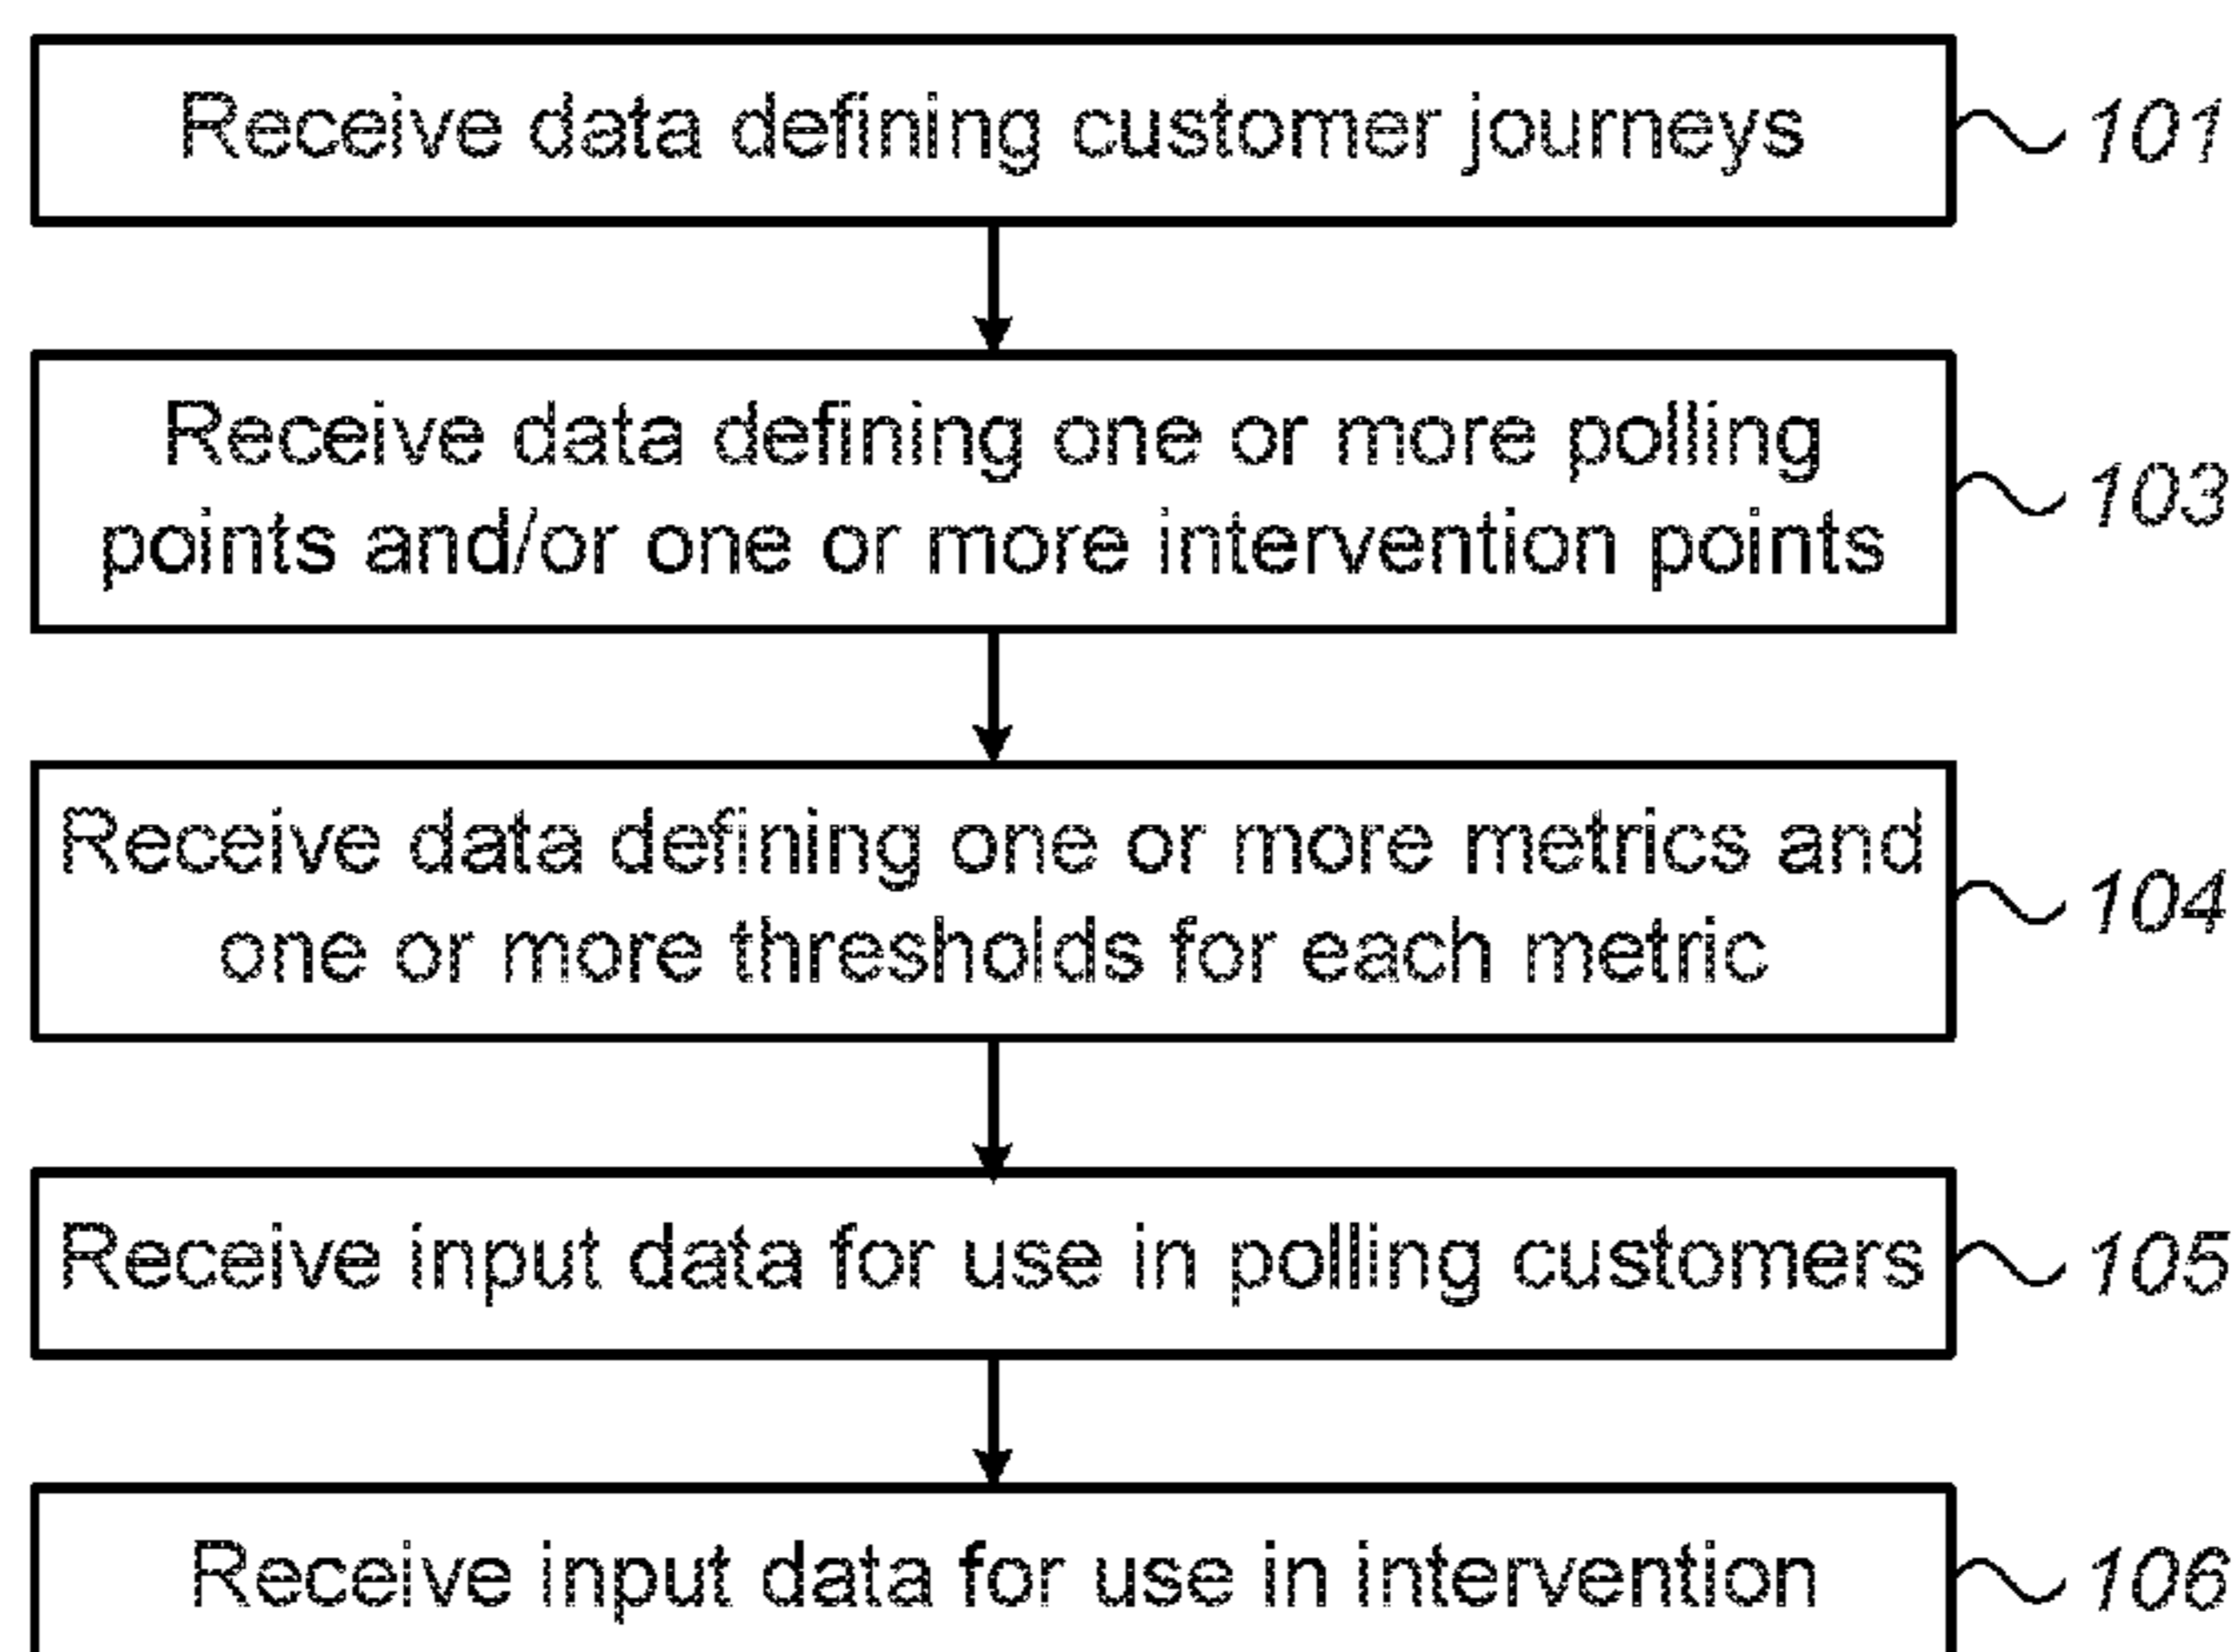 Receive data defining customer journeys
101
Receive data defining one or more polling
points and/or one or more intervention points
103
Receive data defining one or more metrics and
one or more thresholds for each metric
104
Receive input data for use in polling customers
105
Receive input data for use in intervention
106